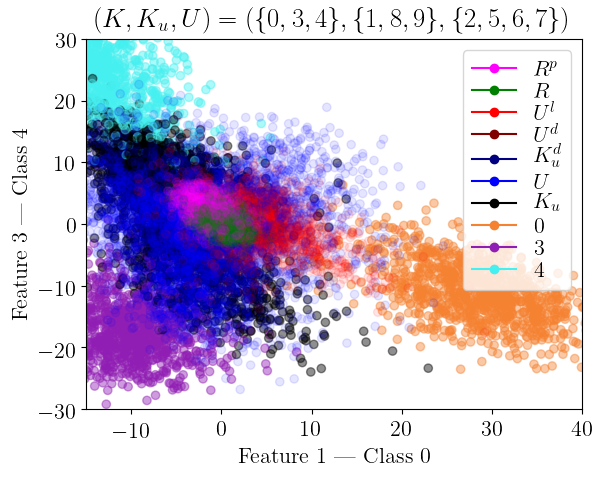 (K, K_u, U) = ({0, 3, 4}, {1, 8, 9}, {2, 5, 6, 7})
30
20
10
0
−10
−20
−30
Feature 3 — Class 4
R^p
R
U^l
U^d
K_u^d
U
K_u
0
3
4
−10
0
10
20
30
40
Feature 1 — Class 0